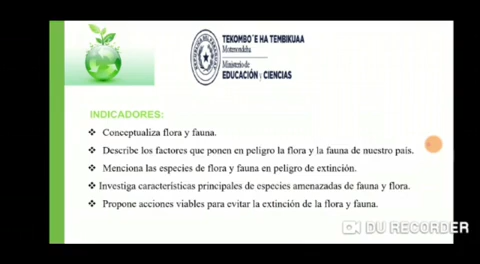 TEKOMBO'E HA TEMBIKUAA
Motenondeha
Ministerio de
EDUCACIÓN y CIENCIAS
INDICADORES:
❖ Conceptualiza flora y fauna.
❖ Describe los factores que ponen en peligro la flora y la fauna de nuestro país.
❖ Menciona las especies de flora y fauna en peligro de extinción.
❖ Investiga características principales de especies amenazadas de fauna y flora.
❖ Propone acciones viables para evitar la extinción de la flora y fauna.
DU RECORDER